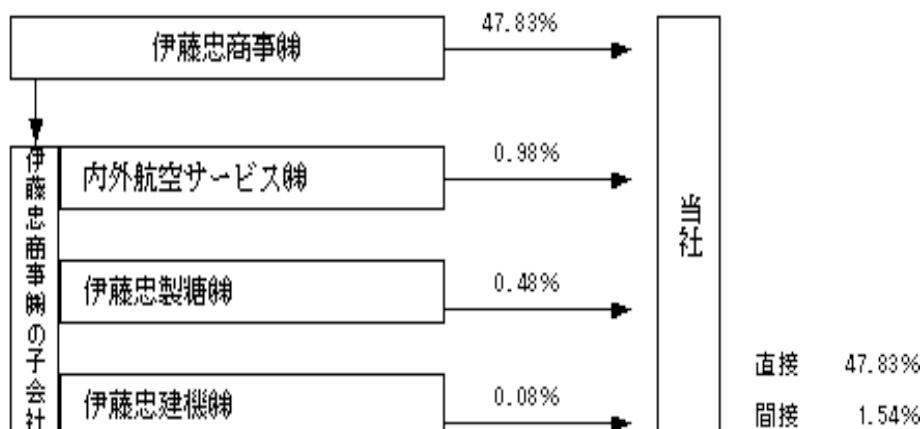 伊藤忠商事㈱
47.83%
伊藤忠商事㈱の子会社
内外航空サービス㈱
0.98%
伊藤忠製糖㈱
0.48%
伊藤忠建機㈱
0.08%
当社
直接 47.83%
間接 1.54%